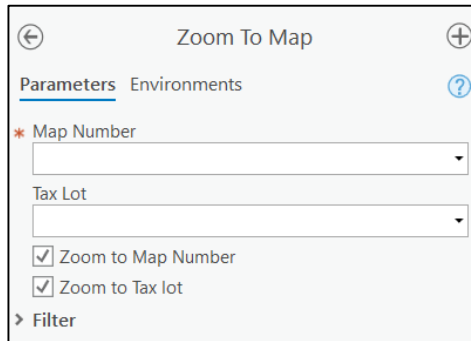 Zoom To Map
Parameters Environments
* Map Number
Tax Lot
Zoom to Map Number
Zoom to Tax lot
Filter